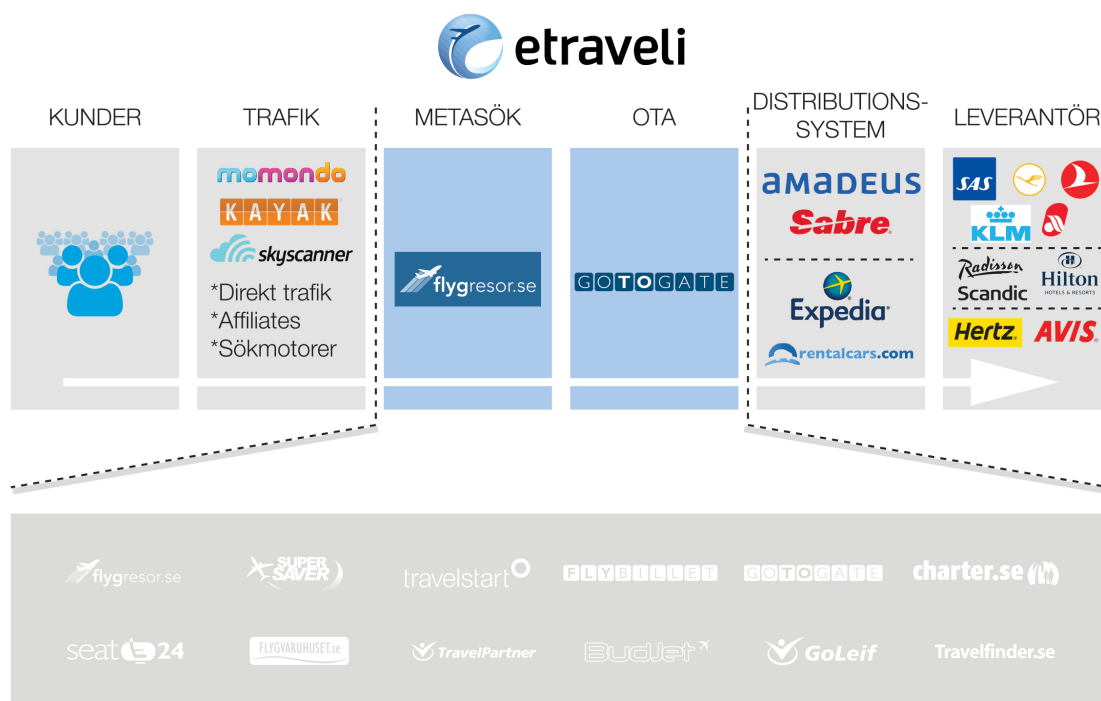 etraveli
KUNDER
TRAFIK
METASÖK
OTA
DISTRIBUTIONS-
SYSTEM
LEVERANTÖR
momondo
KAYAK
skyscanner
*Direkt trafik
*Affiliates
*Sökmotorer
flygresor.se
GOTOGATE
amadeus
Sabre
Expedia
rentalcars.com
SAS
KLM
Radisson
Hilton
HOTELS & RESORTS
Scandic
Hertz
AVIS
flygresor.se
SUPER
SAVER
travelstart
FLYBILLET
GOTOGATE
charter.se
seat 24
FLYGVARUHUSET.se
TravelPartner
BudJet
GoLeif
Travelfinder.se